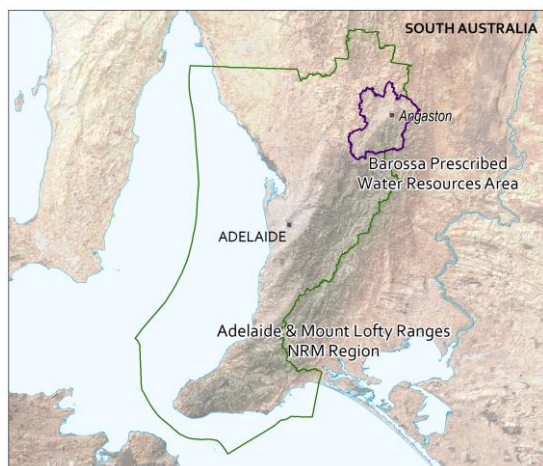 SOUTH AUSTRALIA
Angaston
Barossa Prescribed
Water Resources Area
ADELAIDE
Adelaide & Mount Lofty Ranges
NRM Region